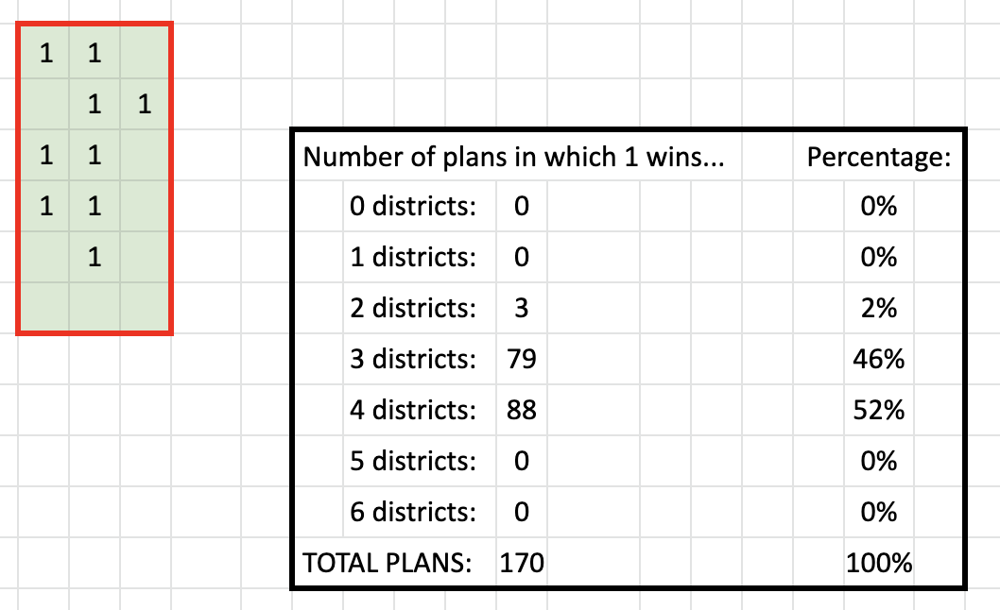 1 1
1 1
1 1
1 1
1
Number of plans in which 1 wins... Percentage:
0 districts: 0 0%
1 districts: 0 0%
2 districts: 3 2%
3 districts: 79 46%
4 districts: 88 52%
5 districts: 0 0%
6 districts: 0 0%
TOTAL PLANS: 170 100%